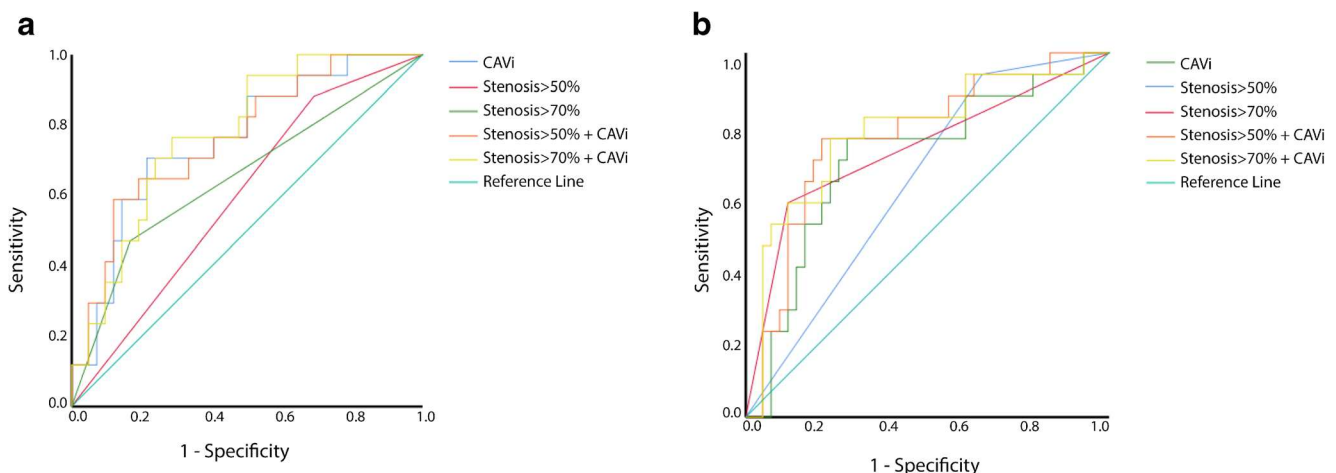 a
1.0
0.8
0.6
0.4
0.2
0.0
Sensitivity
0.0 0.2 0.4 0.6 0.8 1.0
1 - Specificity
CAVi
Stenosis>50%
Stenosis>70%
Stenosis>50% + CAVi
Stenosis>70% + CAVi
Reference Line
b
1.0
0.8
0.6
0.4
0.2
0.0
Sensitivity
0.0 0.2 0.4 0.6 0.8 1.0
1 - Specificity
CAVi
Stenosis>50%
Stenosis>70%
Stenosis>50% + CAVi
Stenosis>70% + CAVi
Reference Line